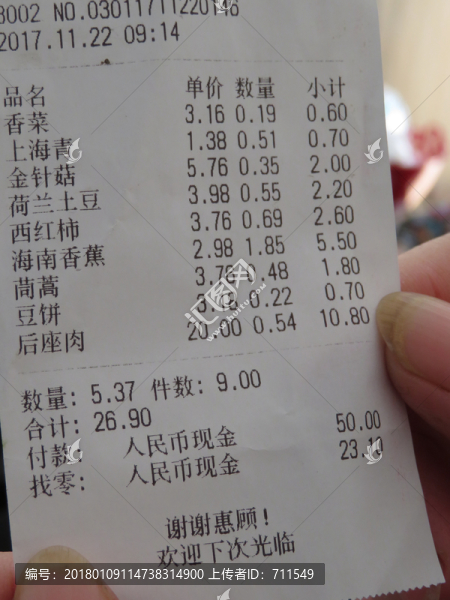 8002 NO.03011711220146
2017.11.22 09:14
品名 单价 数量 小计
香菜 3.16 0.19 0.60
上海青 1.38 0.51 0.70
金针菇 5.76 0.35 2.00
荷兰土豆 3.98 0.55 2.20
西红柿 3.76 0.69 2.60
海南香蕉 2.98 1.85 5.50
茼蒿 0.48 1.80
豆饼 0.22 0.70
后座肉 20.00 0.54 10.80
数量: 5.37 件数: 9.00
合计: 26.90
付款: 人民币现金 50.00
找零: 人民币现金 23.10
谢谢惠顾!
欢迎下次光临
编号:20180109114738314900 上传者ID:711549